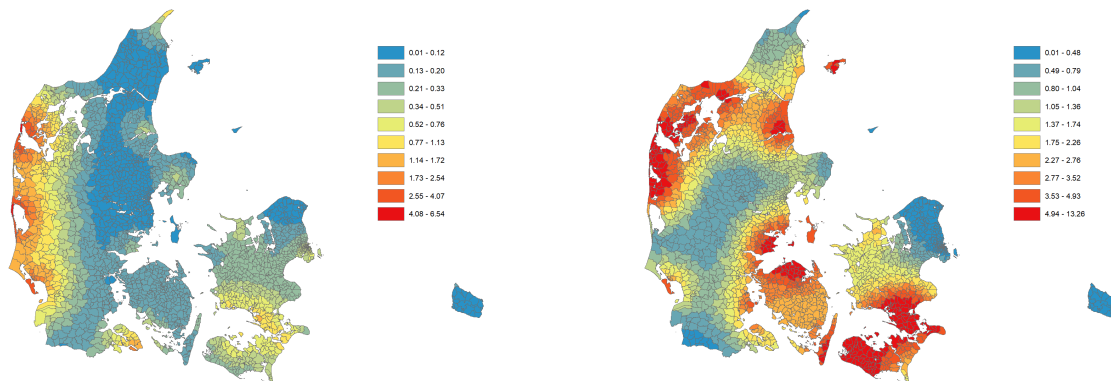 0.01 - 0.12
0.13 - 0.20
0.21 - 0.33
0.34 - 0.51
0.52 - 0.76
0.77 - 1.13
1.14 - 1.72
1.73 - 2.54
2.55 - 4.07
4.08 - 6.54
0.01 - 0.48
0.49 - 0.79
0.80 - 1.04
1.05 - 1.36
1.37 - 1.74
1.75 - 2.26
2.27 - 2.76
2.77 - 3.52
3.53 - 4.93
4.94 - 13.26